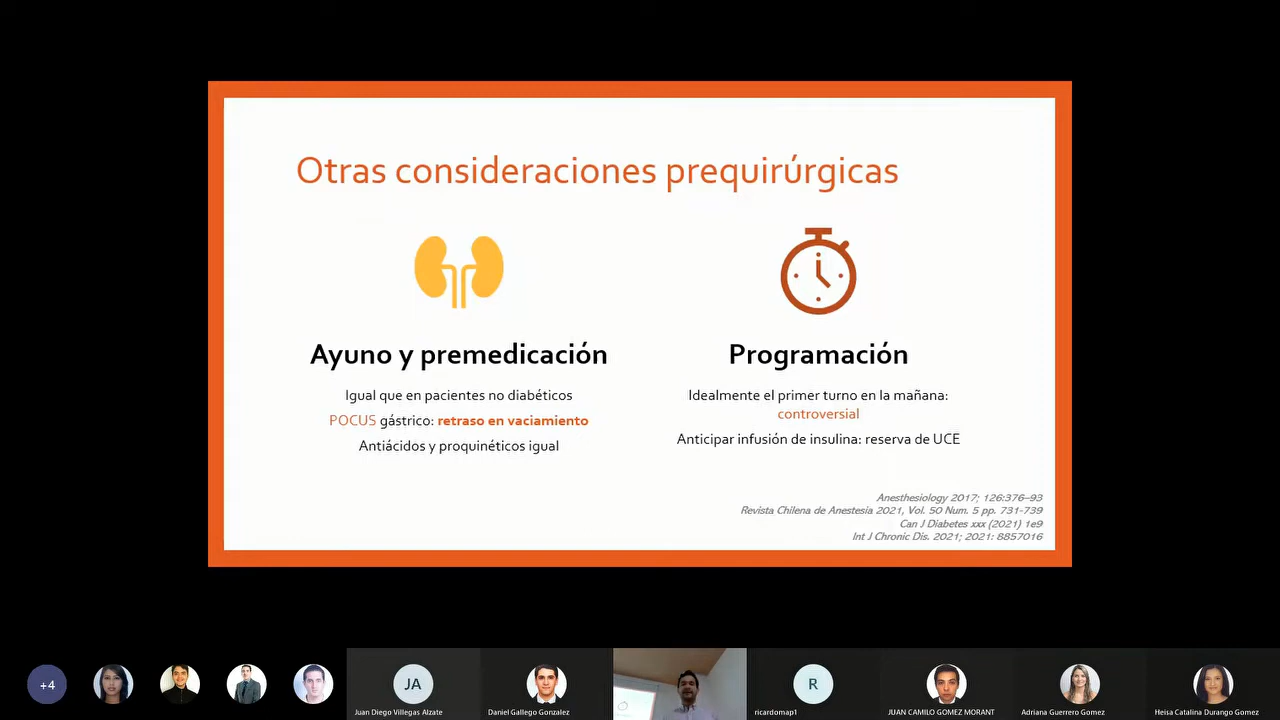 Otras consideraciones prequirúrgicas
Ayuno y premedicación
Igual que en pacientes no diabéticos
POCUS gástrico: retraso en vaciamiento
Antiácidos y proquinéticos igual
Programación
Idealmente el primer turno en la mañana:
controversial
Anticipar infusión de insulina: reserva de UCE
Anesthesiology 2017; 126:376–93
Revista Chilena de Anestesía 2021, Vol. 50 Num. 5 pp. 731-739
Can J Diabetes xxx (2021) 1e9
Int J Chronic Dis. 2021; 2021: 8857016
+4
JA
Juan Diego Villegas Alzate
Daniel Gallego Gonzalez
R
ricardomap1
JUAN CAMILO GOMEZ MORANT
Adriana Guerrero Gomez
Heisa Catalina Durango Gomez